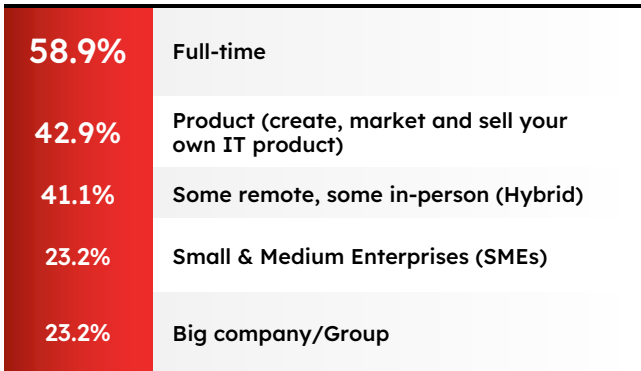 58.9% Full-time
42.9% Product (create, market and sell your
own IT product)
41.1% Some remote, some in-person (Hybrid)
23.2% Small & Medium Enterprises (SMEs)
23.2% Big company/Group